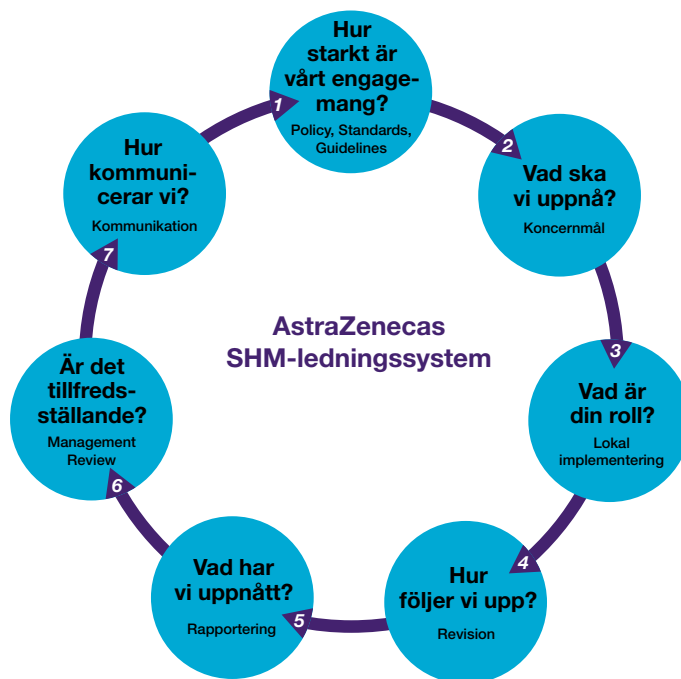 Hur
starkt är
vårt engage-
mang?
Policy, Standards,
Guidelines
1
2
Vad ska
vi uppnå?
Koncernmål
3
Vad är
din roll?
Lokal
implementering
4
Hur
följer vi upp?
Revision
5
Vad har
vi uppnått?
Rapportering
6
Är det
tillfreds-
ställande?
Management
Review
7
Hur
kommuni-
cerar vi?
Kommunikation
AstraZenecas
SHM-ledningssystem